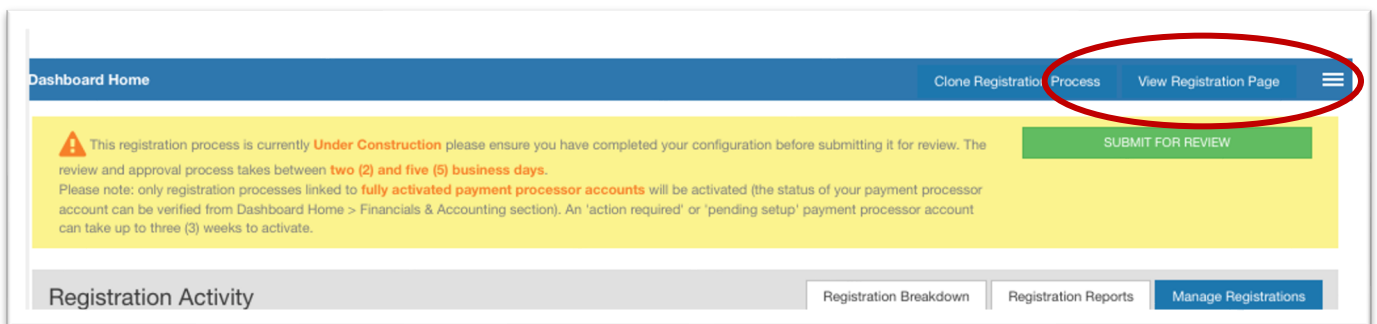 Dashboard Home Clone Registration Process View Registration Page
This registration process is currently Under Construction please ensure you have completed your configuration before submitting it for review. The
SUBMIT FOR REVIEW
review and approval process takes between two (2) and five (5) business days.
Please note: only registration processes linked to fully activated payment processor accounts will be activated (the status of your payment processor
account can be verified from Dashboard Home > Financials & Accounting section). An 'action required' or 'pending setup' payment processor account
can take up to three (3) weeks to activate.
Registration Activity Registration Breakdown Registration Reports Manage Registrations